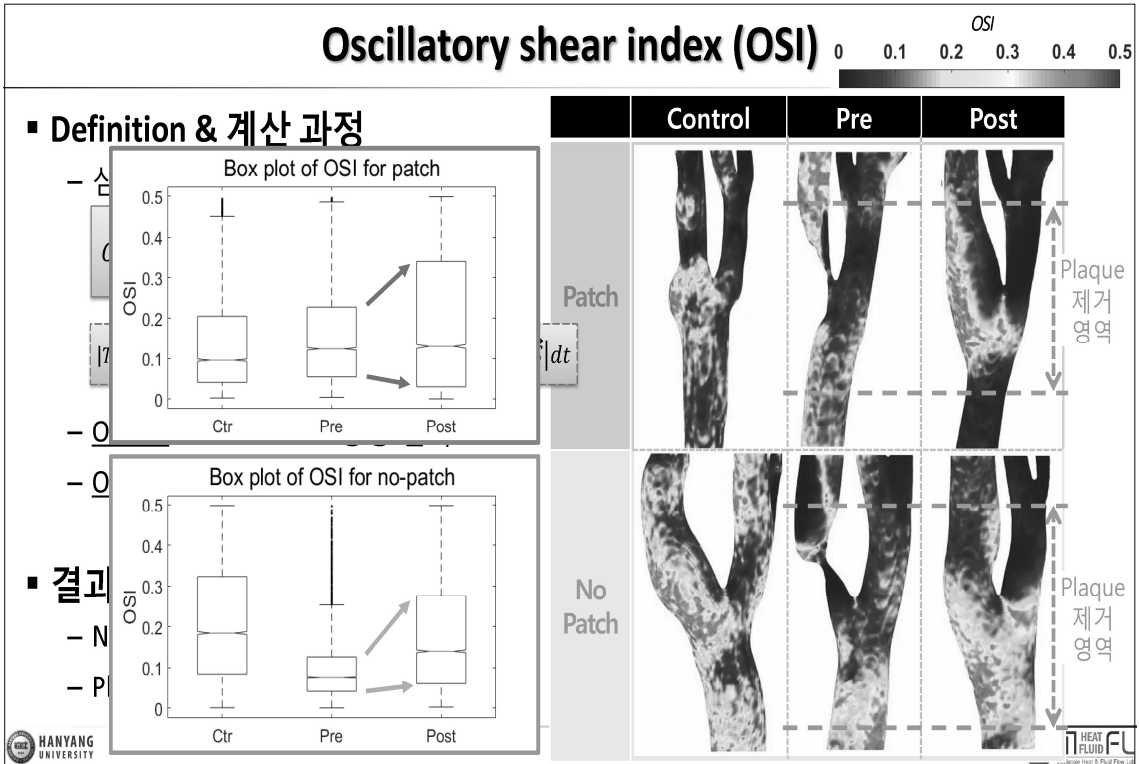 Oscillatory shear index (OSI)
OSI
0 0.1 0.2 0.3 0.4 0.5
▪ Definition & 계산 과정
Box plot of OSI for patch
OSI
0.5
0.4
0.3
0.2
0.1
0
Ctr Pre Post
dt
Box plot of OSI for no-patch
OSI
0.5
0.4
0.3
0.2
0.1
0
Ctr Pre Post
▪ 결과
Control Pre Post
Patch
Plaque
제거
영역
No
Patch
Plaque
제거
영역
HANYANG
UNIVERSITY
HEAT
FLUID